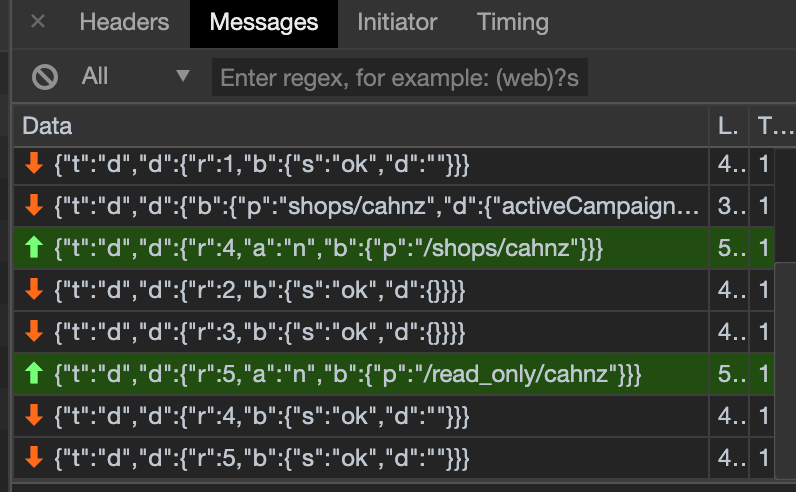 × Headers Messages Initiator Timing
All ▼ Enter regex, for example: (web)?s
Data L. T...
{"t":"d","d":{"r":1,"b":{"s":"ok","d":""}}} 4.. 1
{"t":"d","d":{"b":{"p":"shops/cahnz","d":{"activeCampaign... 3.. 1
{"t":"d","d":{"r":4,"a":"n","b":{"p":"/shops/cahnz"}}} 5.. 1
{"t":"d","d":{"r":2,"b":{"s":"ok","d":{}}}} 4.. 1
{"t":"d","d":{"r":3,"b":{"s":"ok","d":{}}}} 4.. 1
{"t":"d","d":{"r":5,"a":"n","b":{"p":"/read_only/cahnz"}}} 5.. 1
{"t":"d","d":{"r":4,"b":{"s":"ok","d":""}}} 4.. 1
{"t":"d","d":{"r":5,"b":{"s":"ok","d":""}}} 4.. 1